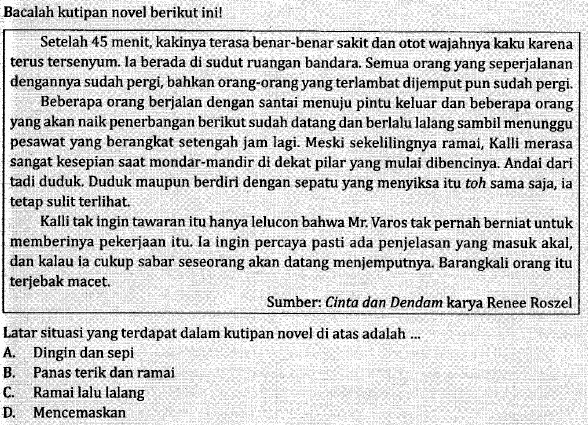 Bacalah kutipan novel berikut ini!
Setelah 45 menit, kakinya terasa benar-benar sakit dan otot wajahnya kaku karena
terus tersenyum. Ia berada di sudut ruangan bandara. Semua orang yang seperjalanan
dengannya sudah pergi, bahkan orang-orang yang terlambat dijemput pun sudah pergi.
Beberapa orang berjalan dengan santai menuju pintu keluar dan beberapa orang
yang akan naik penerbangan berikut sudah datang dan berlalu lalang sambil menunggu
pesawat yang berangkat setengah jam lagi. Meski sekelilingnya ramai, Kalli merasa
sangat kesepian saat mondar-mandir di dekat pilar yang mulai dibencinya. Andai dari
tadi duduk. Duduk maupun berdiri dengan sepatu yang menyiksa itu toh sama saja, ia
tetap sulit terlihat.
Kalli tak ingin tawaran itu hanya lelucon bahwa Mr. Varos tak pernah berniat untuk
memberinya pekerjaan itu. Ia ingin percaya pasti ada penjelasan yang masuk akal,
dan kalau ia cukup sabar seseorang akan datang menjemputnya. Barangkali orang itu
terjebak macet.
Sumber: Cinta dan Dendam karya Renee Roszel
Latar situasi yang terdapat dalam kutipan novel di atas adalah ...
A. Dingin dan sepi
B. Panas terik dan ramai
C. Ramai lalu lalang
D. Mencemaskan